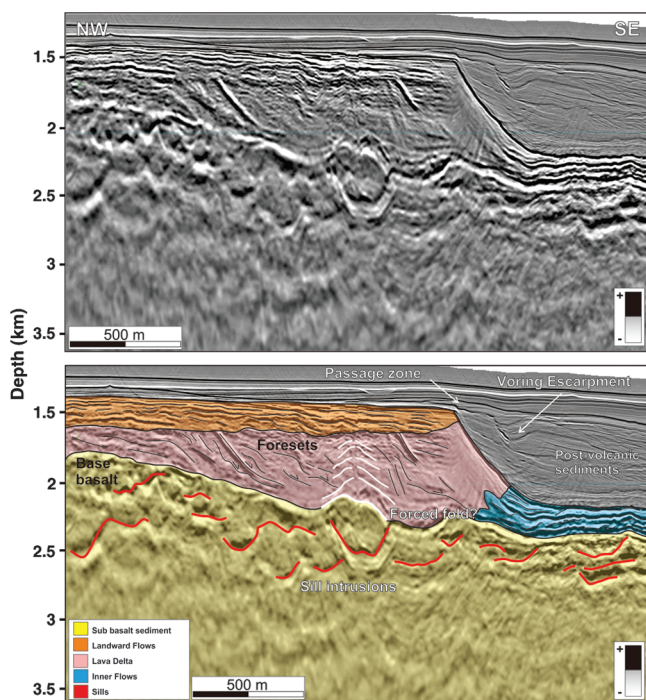 NW
SE
1.5
2
2.5
3
3.5
500 m
+
-
Depth (km)
Passage zone
Voring Escarpment
1.5
Foresets
Post volcanic
sediments
Base
basalt
2
Forced fold?
2.5
Sill intrusions
3
Sub basalt sediment
Landward Flows
Lava Delta
Inner Flows
Sills
3.5
500 m
+
-